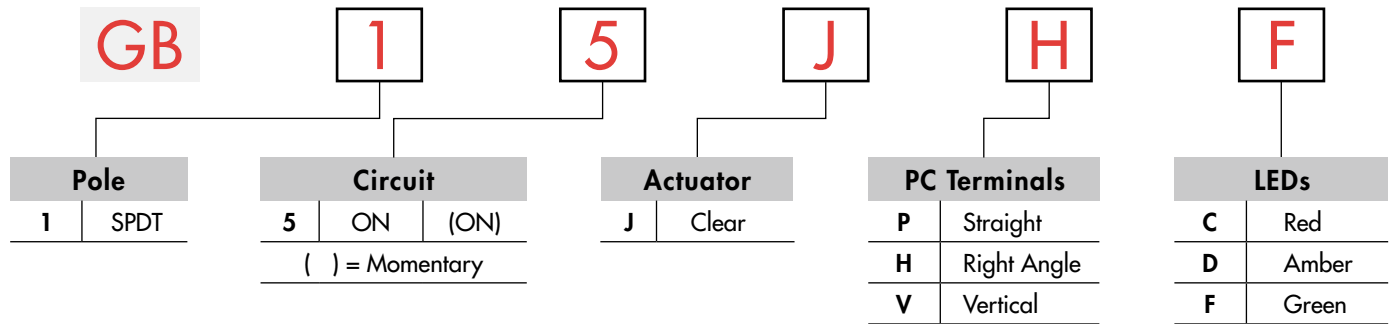 GB 1 5 J H F
Pole Circuit Actuator PC Terminals LEDs
1 SPDT 5 ON (ON) J Clear P Straight C Red
( ) = Momentary H Right Angle D Amber
V Vertical F Green